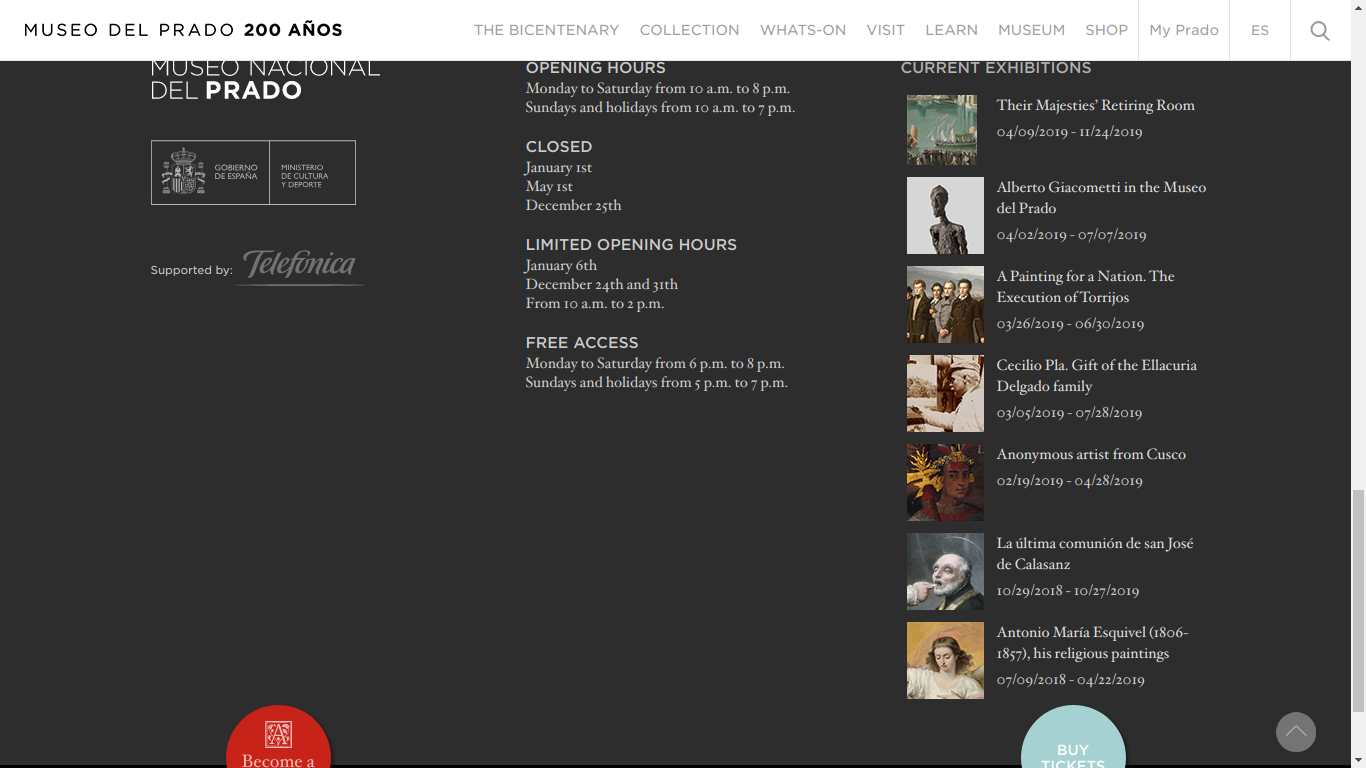 MUSEO DEL PRADO 200 AÑOS
THE BICENTENARY
COLLECTION
WHATS-ON
VISIT
LEARN
MUSEUM
SHOP
My Prado
ES
MUSEO NACIONAL
DEL PRADO
GOBIERNO
DE ESPAÑA
MINISTERIO
DE CULTURA
Y DEPORTE
Supported by:
Telefónica
OPENING HOURS
Monday to Saturday from 10 a.m. to 8 p.m.
Sundays and holidays from 10 a.m. to 7 p.m.
CLOSED
January 1st
May 1st
December 25th
LIMITED OPENING HOURS
January 6th
December 24th and 31th
From 10 a.m. to 2 p.m.
FREE ACCESS
Monday to Saturday from 6 p.m. to 8 p.m.
Sundays and holidays from 5 p.m. to 7 p.m.
CURRENT EXHIBITIONS
Their Majesties' Retiring Room
04/09/2019 - 11/24/2019
Alberto Giacometti in the Museo
del Prado
04/02/2019 - 07/07/2019
A Painting for a Nation. The
Execution of Torrijos
03/26/2019 - 06/30/2019
Cecilio Pla. Gift of the Ellacuria
Delgado family
03/05/2019 - 07/28/2019
Anonymous artist from Cusco
02/19/2019 - 04/28/2019
La última comunión de san José
de Calasanz
10/29/2018 - 10/27/2019
Antonio María Esquivel (1806-
1857), his religious paintings
07/09/2018 - 04/22/2019
Become a
BUY
TICKETS